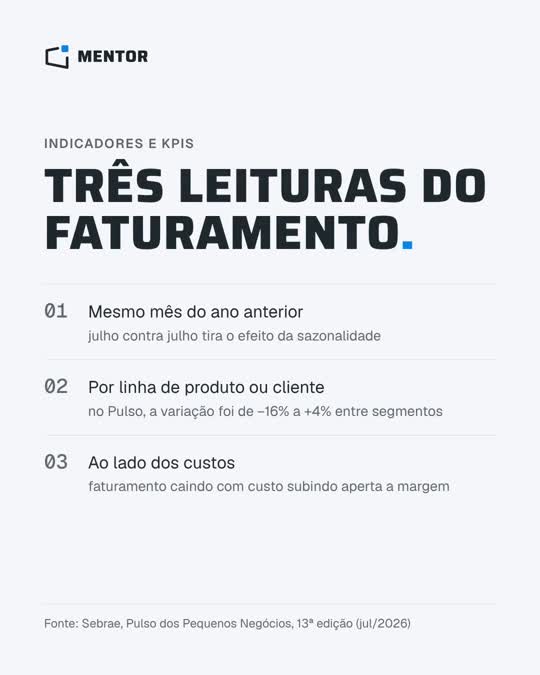 MENTOR
INDICADORES E KPIS
TRÊS LEITURAS DO
FATURAMENTO.
01 Mesmo mês do ano anterior
julho contra julho tira o efeito da sazonalidade
02 Por linha de produto ou cliente
no Pulso, a variação foi de −16% a +4% entre segmentos
03 Ao lado dos custos
faturamento caindo com custo subindo aperta a margem
Fonte: Sebrae, Pulso dos Pequenos Negócios, 13ª edição (jul/2026)